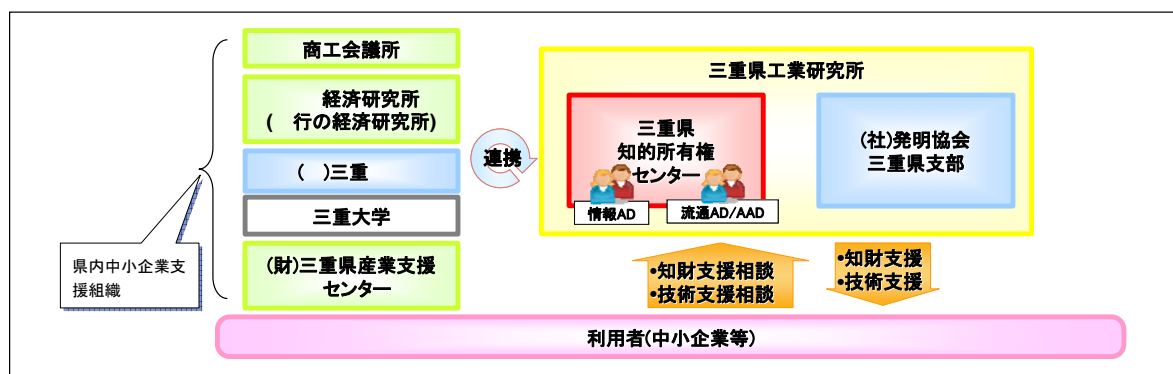 商工会議所
経済研究所
( 行の経済研究所)
( )三重
三重大学
(財)三重県産業支援
センター
県内中小企業支
援組織
連携
三重県工業研究所
三重県
知的所有権
センター
情報AD
流通AD/AAD
(社)発明協会
三重県支部
•知財支援相談
•技術支援相談
•知財支援
•技術支援
利用者(中小企業等)